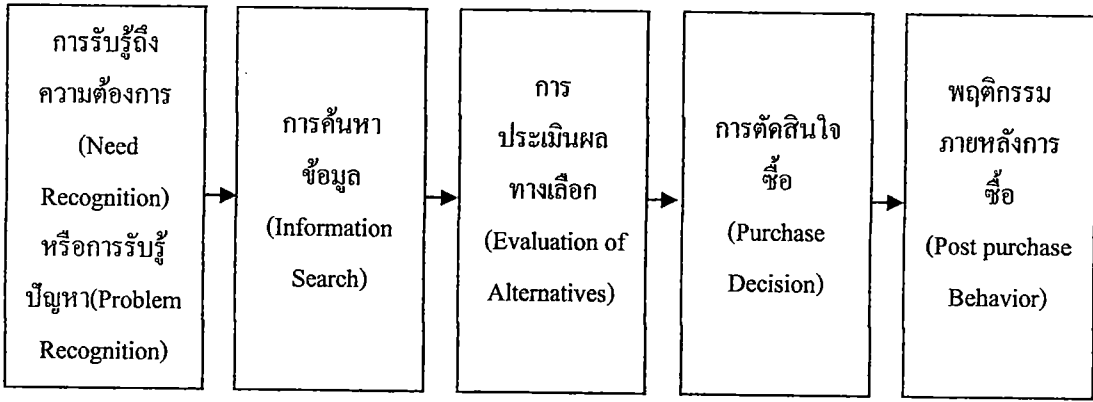 การรับรู้ถึง
ความต้องการ
(Need
Recognition)
หรือการรับรู้
ปัญหา(Problem
Recognition)
การค้นหา
ข้อมูล
(Information
Search)
การ
ประเมินผล
ทางเลือก
(Evaluation of
Alternatives)
การตัดสินใจ
ซื้อ
(Purchase
Decision)
พฤติกรรม
ภายหลังการ
ซื้อ
(Post purchase
Behavior)